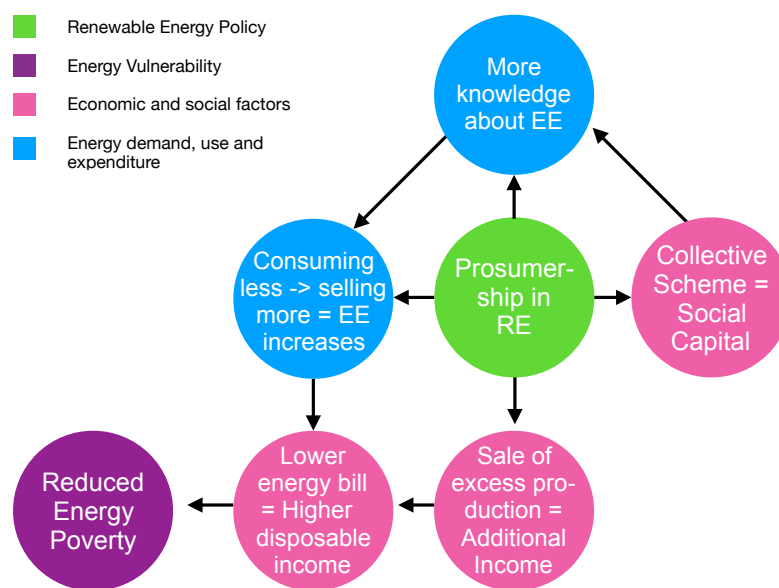 Renewable Energy Policy
Energy Vulnerability
Economic and social factors
Energy demand, use and
expenditure
More
knowledge
about EE
Consuming
less -> selling
more = EE
increases
Prosumer-
ship in
RE
Collective
Scheme =
Social
Capital
Reduced
Energy
Poverty
Lower
energy bill
= Higher
disposable
income
Sale of
excess pro-
duction =
Additional
Income